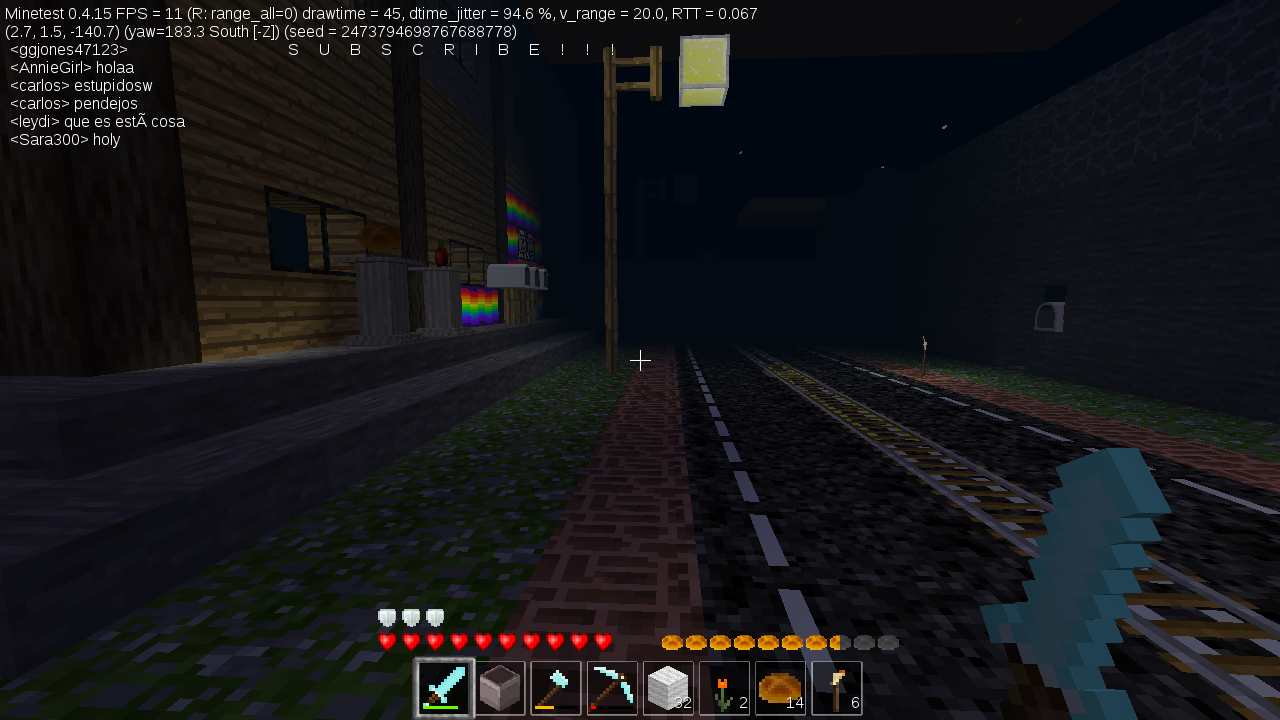 Minetest 0.4.15 FPS = 11 (R: range_all=0) drawtime = 45, dtime_jitter = 94.6 %, v_range = 20.0, RTT = 0.067
(2.7, 1.5, -140.7) (yaw=183.3 South [-Z]) (seed = 2473794698767688778)
<ggjones47123> S U B S C R I B E ! ! !
<AnnieGirl> holaa
<carlos> estupidosw
<carlos> pendejos
<leydi> que es estÃ cosa
<Sara300> holy
32 2 14 6